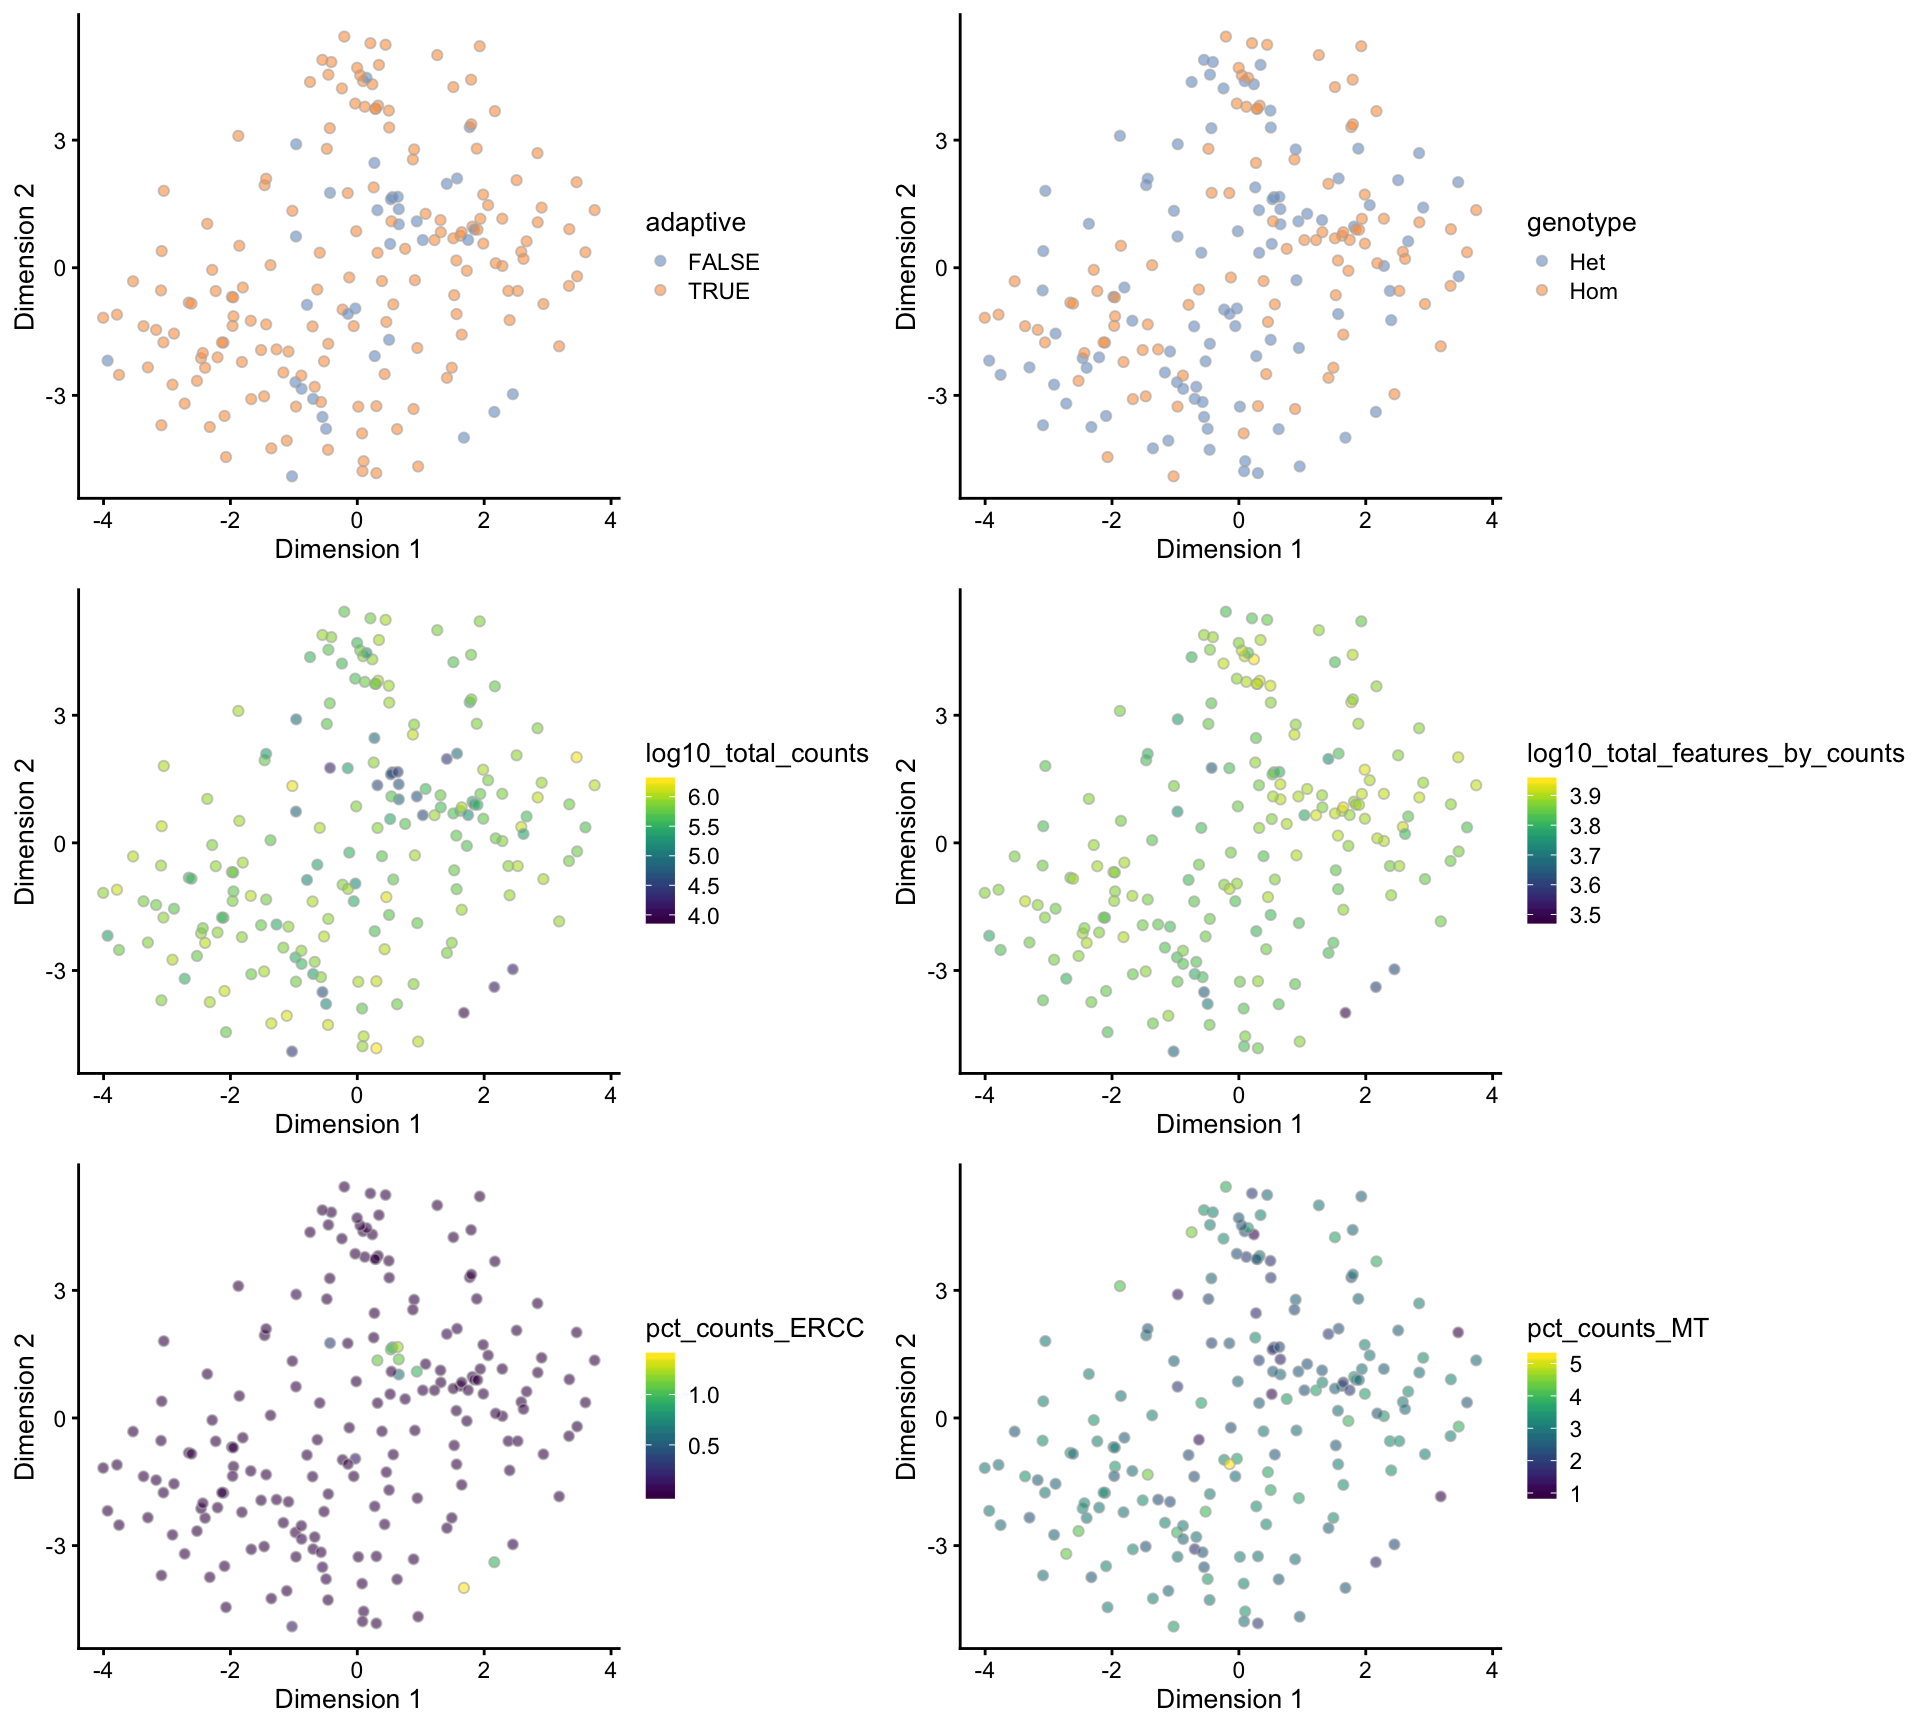 Dimension 2
3
0
-3
-4 -2 0 2 4
Dimension 1
adaptive
FALSE
TRUE
Dimension 2
3
0
-3
-4 -2 0 2 4
Dimension 1
genotype
Het
Hom
Dimension 2
3
0
-3
-4 -2 0 2 4
Dimension 1
log10_total_counts
6.0
5.5
5.0
4.5
4.0
Dimension 2
3
0
-3
-4 -2 0 2 4
Dimension 1
log10_total_features_by_counts
3.9
3.8
3.7
3.6
3.5
Dimension 2
3
0
-3
-4 -2 0 2 4
Dimension 1
pct_counts_ERCC
1.0
0.5
Dimension 2
3
0
-3
-4 -2 0 2 4
Dimension 1
pct_counts_MT
5
4
3
2
1